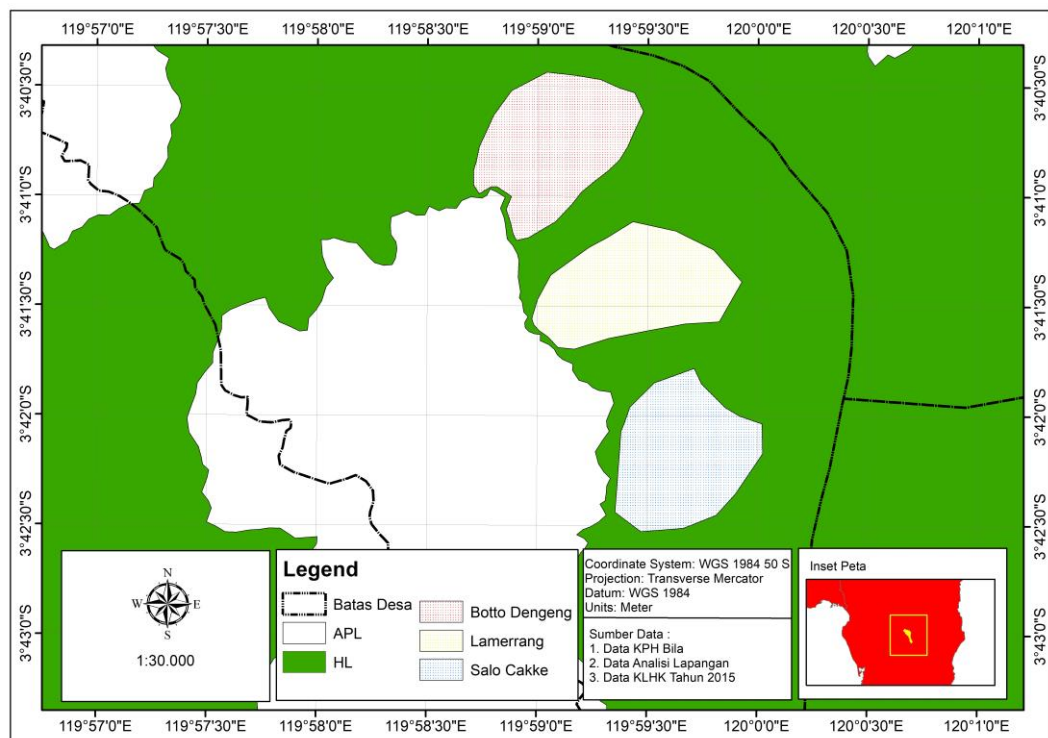 119°57'0"E 119°57'30"E 119°58'0"E 119°58'30"E 119°59'0"E 119°59'30"E 120°0'0"E 120°0'30"E 120°1'0"E
3°40'30"S 3°40'30"S
3°41'0"S 3°41'0"S
3°41'30"S 3°41'30"S
3°42'0"S 3°42'0"S
3°42'30"S 3°42'30"S
3°43'0"S 3°43'0"S
N
W E
S
1:30.000
Legend
Batas Desa
APL
HL
Botto Dengeng
Lamerrang
Salo Cakke
Coordinate System: WGS 1984 50 S
Projection: Transverse Mercator
Datum: WGS 1984
Units: Meter
Sumber Data :
1. Data KPH Bila
2. Data Analisi Lapangan
3. Data KLHK Tahun 2015
Inset Peta
119°57'0"E 119°57'30"E 119°58'0"E 119°58'30"E 119°59'0"E 119°59'30"E 120°0'0"E 120°0'30"E 120°1'0"E